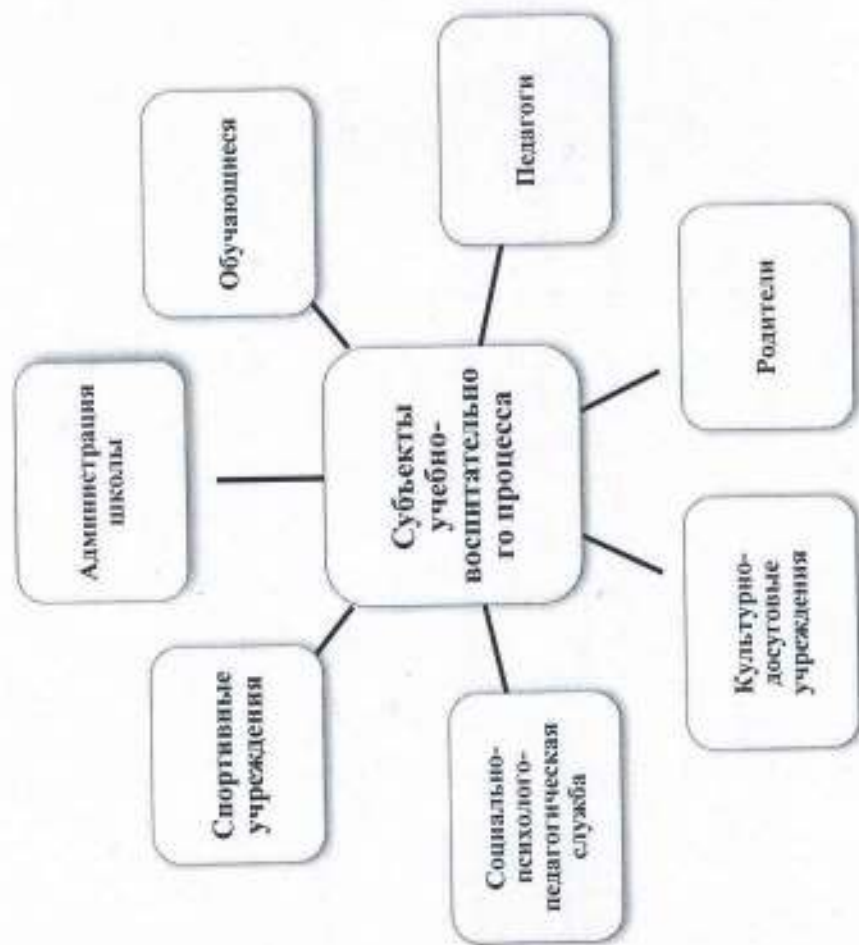 Администрация
школы
Спортивные
учреждения
Обучающиеся
Субъекты
учебно-
воспитательно
го процесса
Социально-
психолого-
педагогическая
служба
Педагоги
Культурно-
досуговые
учреждения
Родители